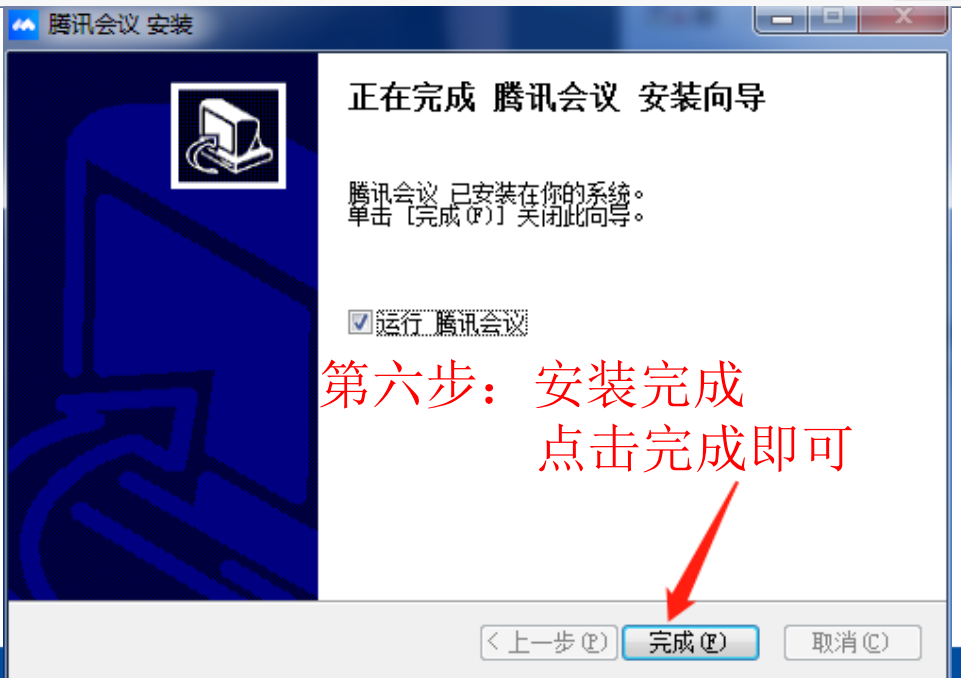 腾讯会议 安装
正在完成 腾讯会议 安装向导
腾讯会议 已安装在你的系统。
单击 [完成(F)] 关闭此向导。
运行 腾讯会议
第六步：安装完成
点击完成即可
< 上一步(P)
完成(F)
取消(C)